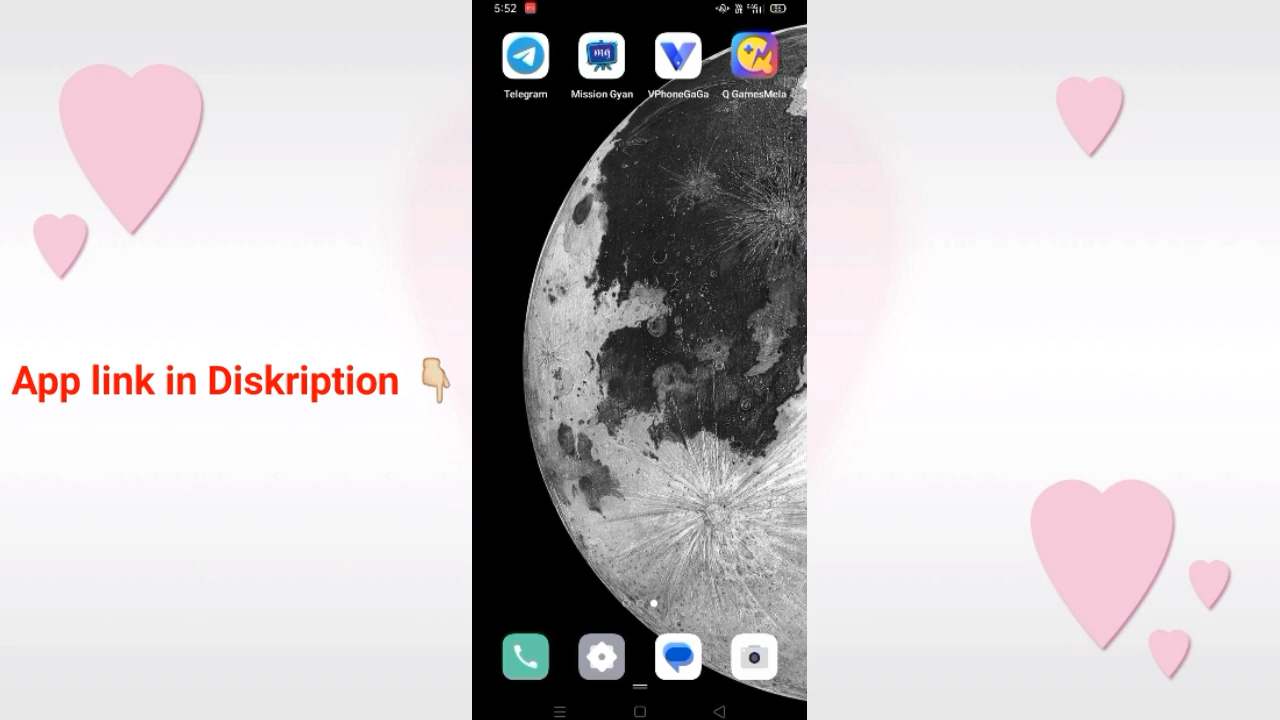 5:52
Telegram
Mission Gyan
VPhoneGaGa
Q GamesMela
App link in Diskription 👇🏼